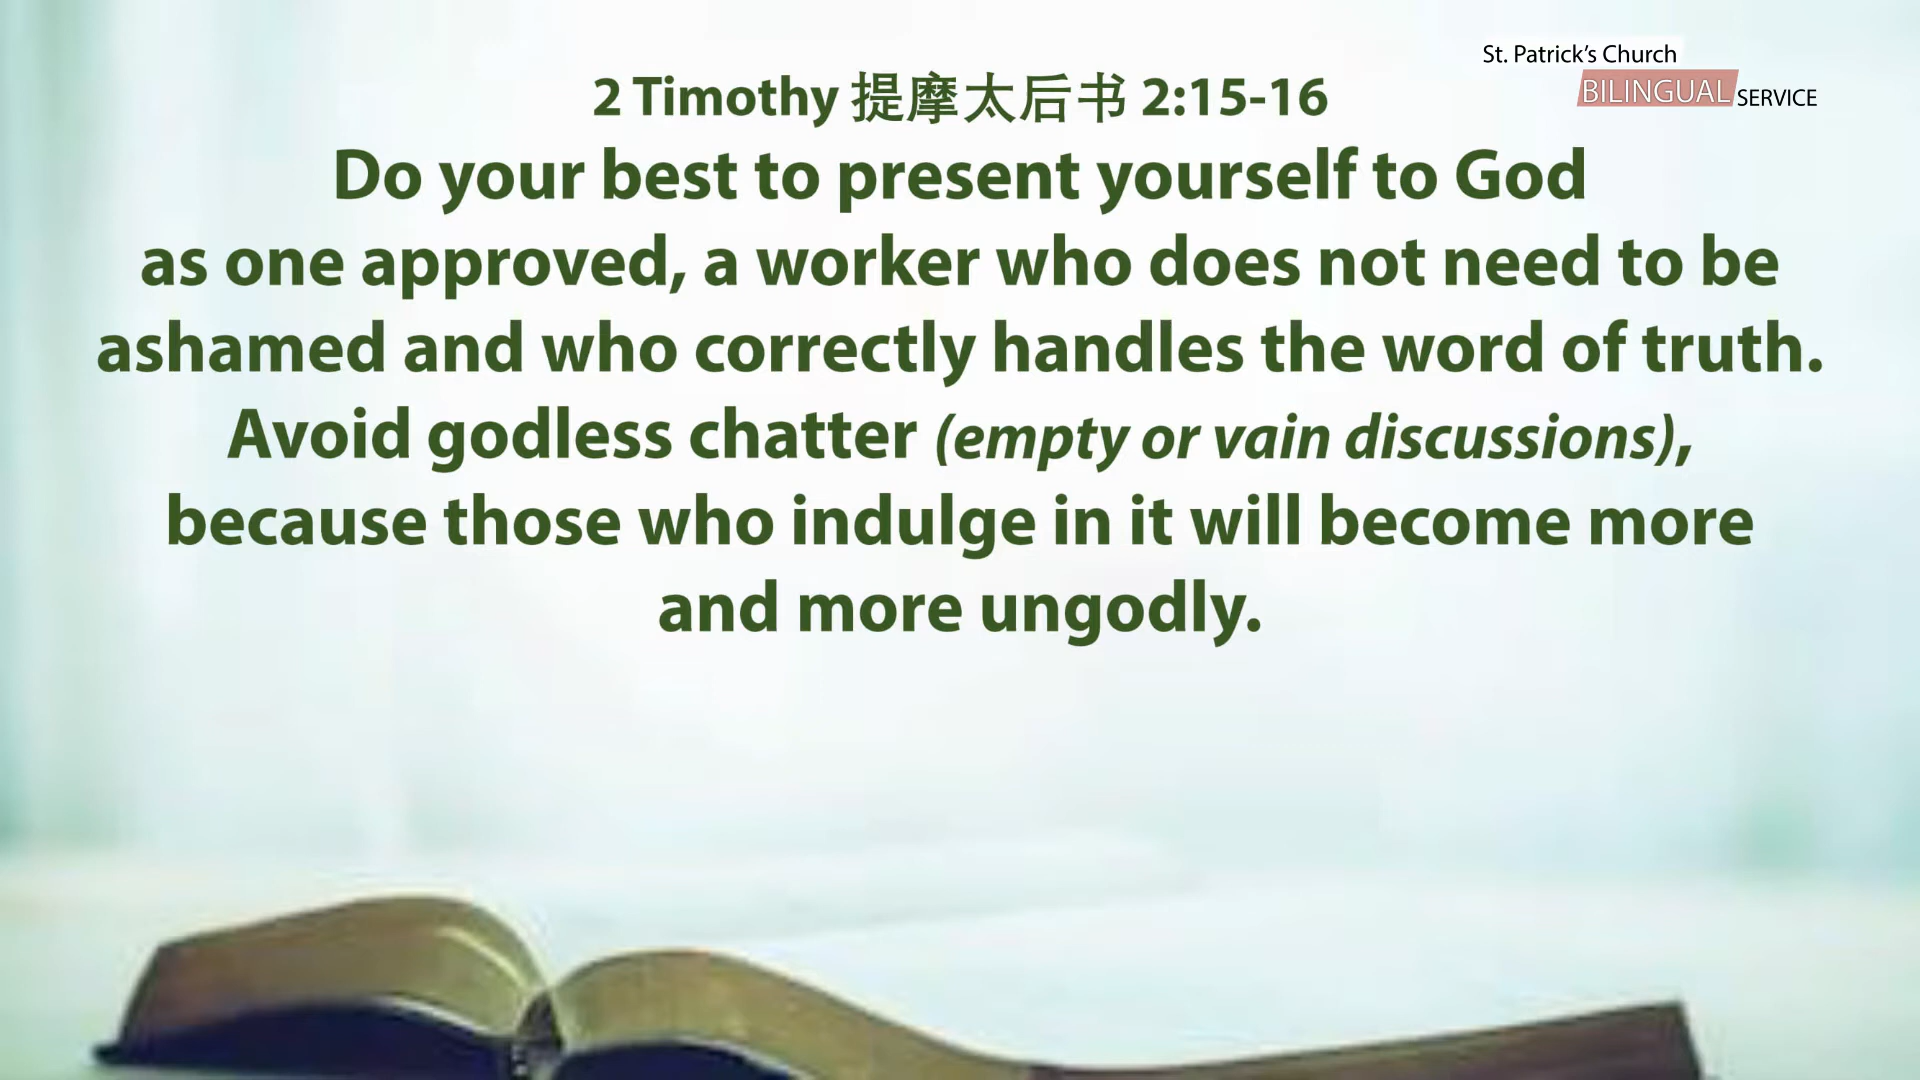 St. Patrick's Church
BILINGUAL SERVICE
2 Timothy 提摩太后书 2:15-16
Do your best to present yourself to God
as one approved, a worker who does not need to be
ashamed and who correctly handles the word of truth.
Avoid godless chatter (empty or vain discussions),
because those who indulge in it will become more
and more ungodly.